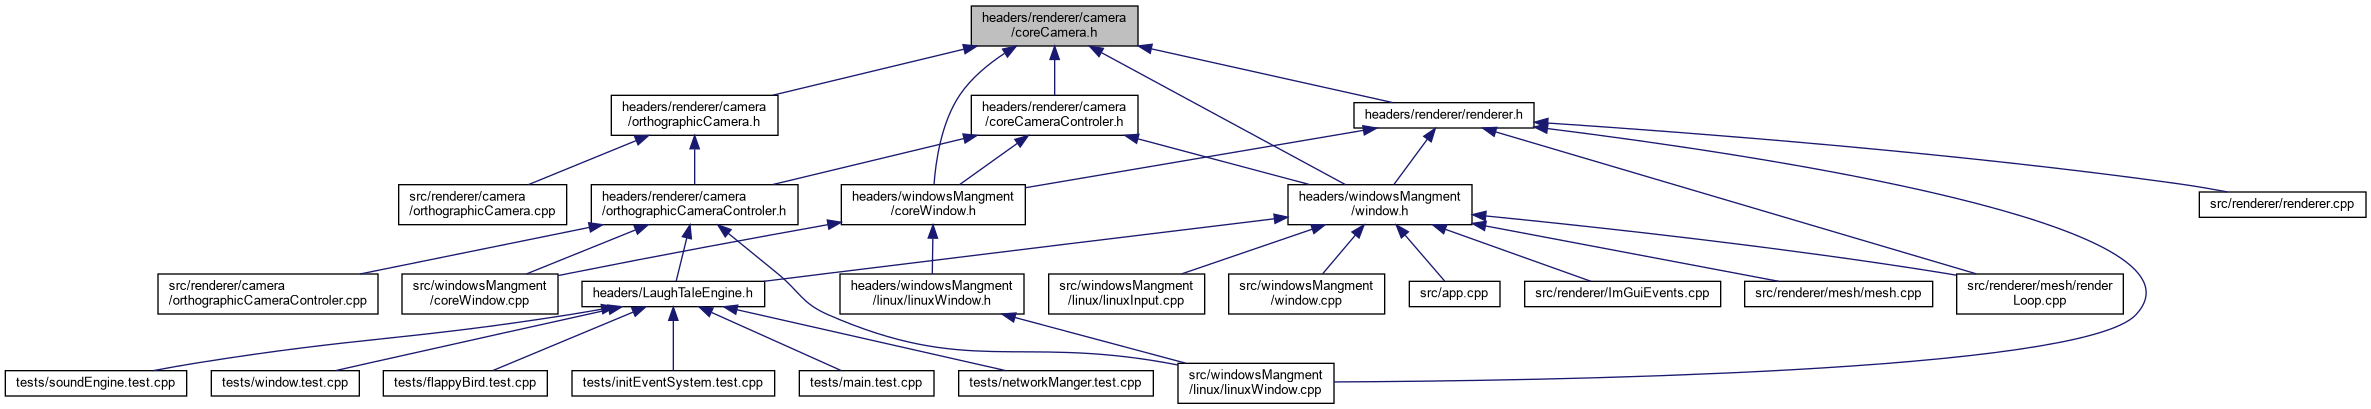 headers/renderer/camera
/coreCamera.h
headers/renderer/camera
/orthographicCamera.h
headers/renderer/camera
/coreCameraControler.h
headers/renderer/renderer.h
src/renderer/camera
/orthographicCamera.cpp
headers/renderer/camera
/orthographicCameraControler.h
headers/windowsMangment
/coreWindow.h
headers/windowsMangment
/window.h
src/renderer/renderer.cpp
src/renderer/camera
/orthographicCameraControler.cpp
src/windowsMangment
/coreWindow.cpp
headers/LaughTaleEngine.h
headers/windowsMangment
/linux/linuxWindow.h
src/windowsMangment
/linux/linuxInput.cpp
src/windowsMangment
/window.cpp
src/app.cpp
src/renderer/ImGuiEvents.cpp
src/renderer/mesh/mesh.cpp
src/renderer/mesh/render
Loop.cpp
tests/soundEngine.test.cpp
tests/window.test.cpp
tests/flappyBird.test.cpp
tests/initEventSystem.test.cpp
tests/main.test.cpp
tests/networkManger.test.cpp
src/windowsMangment
/linux/linuxWindow.cpp